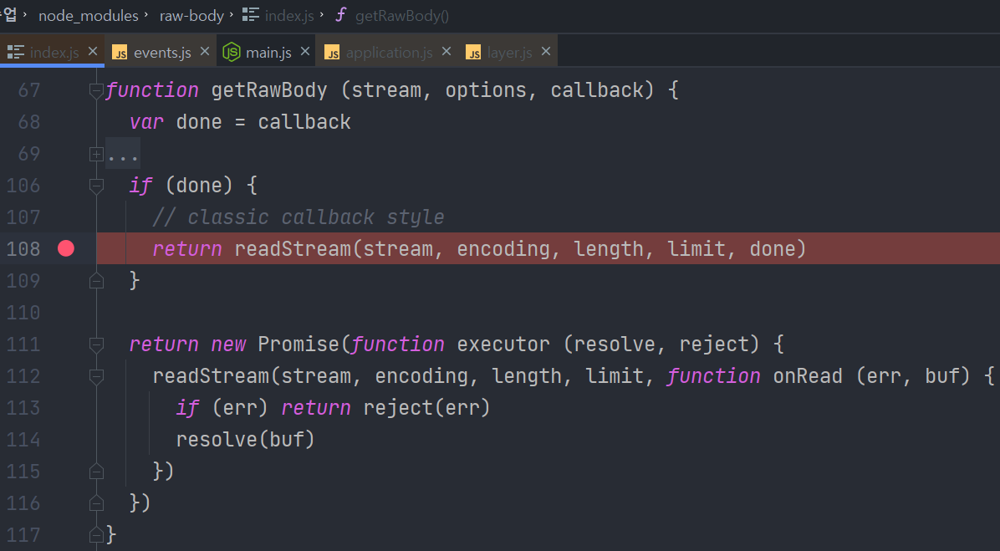 업 › node_modules › raw-body › index.js › getRawBody()
index.js × events.js × main.js × application.js × layer.js ×
67 function getRawBody (stream, options, callback) {
68 var done = callback
69 ...
106 if (done) {
107 // classic callback style
108 return readStream(stream, encoding, length, limit, done)
109 }
110
111 return new Promise(function executor (resolve, reject) {
112 readStream(stream, encoding, length, limit, function onRead (err, buf) {
113 if (err) return reject(err)
114 resolve(buf)
115 })
116 })
117 }